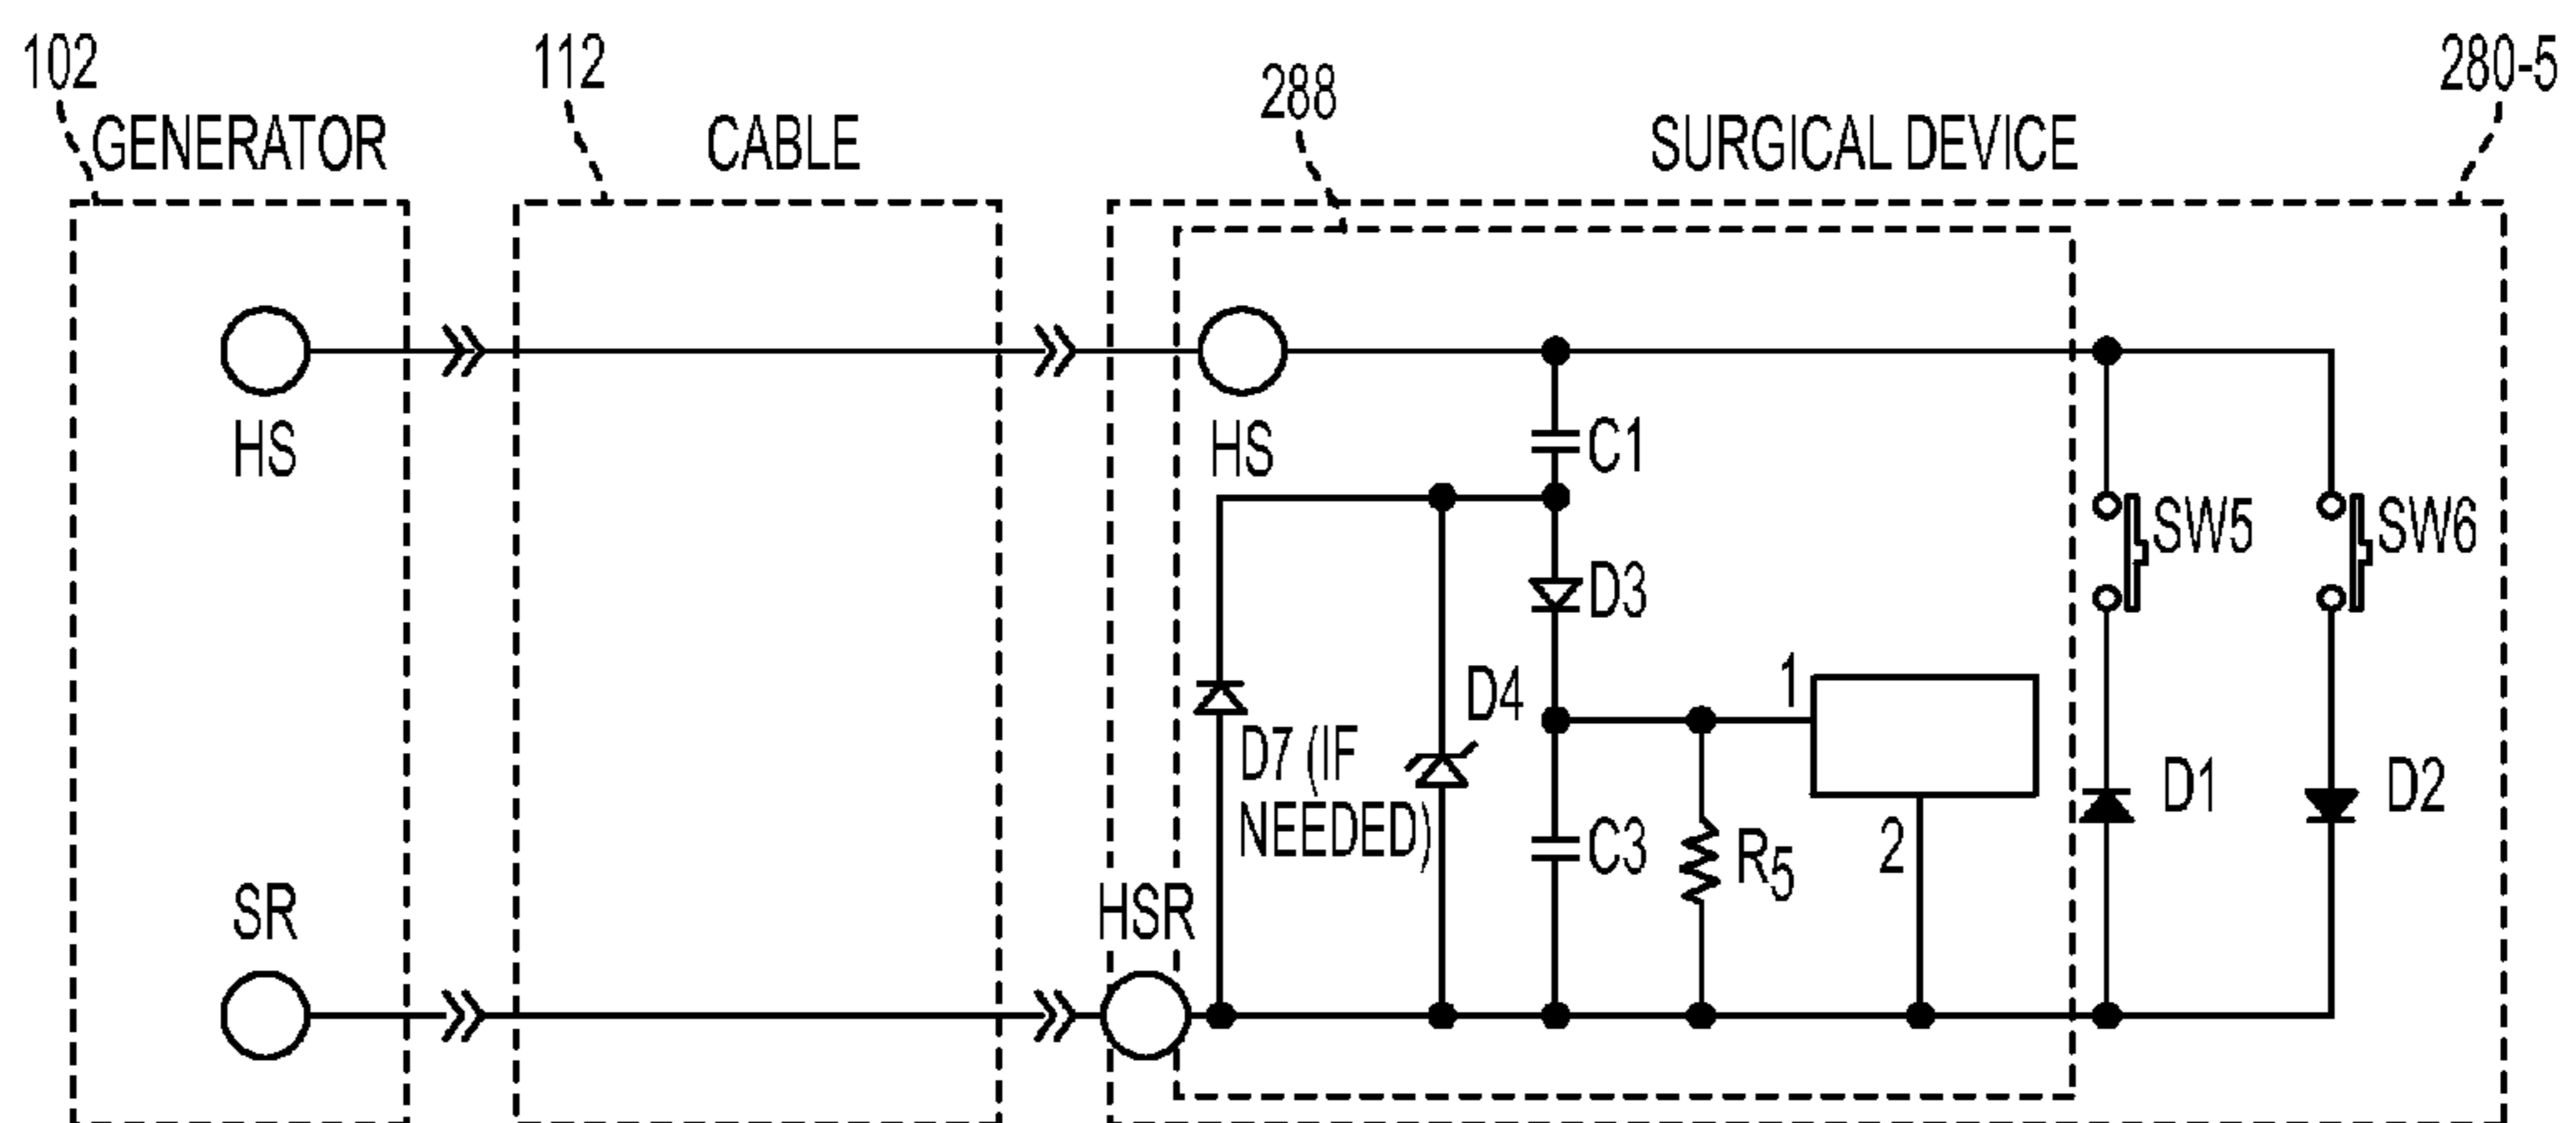 102
112
288
280-5
GENERATOR
CABLE
SURGICAL DEVICE
HS
HS
C1
SW5
SW6
D3
D4
1
D7 (IF
NEEDED)
D1
D2
C3
R5
2
SR
HSR